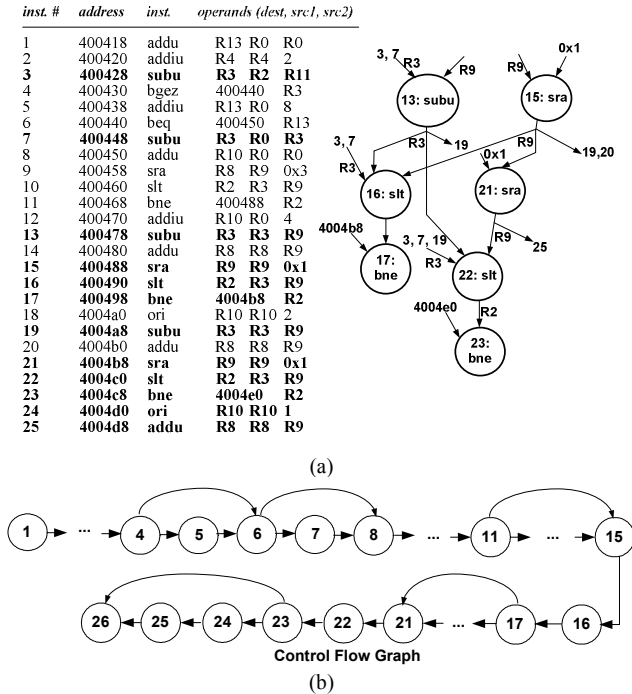 inst. # address inst. operands (dest, src1, src2)
1 400418 addu R13 R0 R0
2 400420 addiu R4 R4 2
3 400428 subu R3 R2 R11
4 400430 bgez 400440 R3
5 400438 addiu R13 R0 8
6 400440 beq 400450 R13
7 400448 subu R3 R0 R3
8 400450 addu R10 R0 R0
9 400458 sra R8 R9 0x3
10 400460 slt R2 R3 R9
11 400468 bne 400488 R2
12 400470 addiu R10 R0 4
13 400478 subu R3 R3 R9
14 400480 addu R8 R8 R9
15 400488 sra R9 R9 0x1
16 400490 slt R2 R3 R9
17 400498 bne 4004b8 R2
18 4004a0 ori R10 R10 2
19 4004a8 subu R3 R3 R9
20 4004b0 addu R8 R8 R9
21 4004b8 sra R9 R9 0x1
22 4004c0 slt R2 R3 R9
23 4004c8 bne 4004e0 R2
24 4004d0 ori R10 R10 1
25 4004d8 addu R8 R8 R9
3, 7
R3
R9
13: subu
R9
0x1
15: sra
3, 7
R3
R3
19
R9
19,20
0x1
16: slt
21: sra
4004b8
17:
bne
3, 7, 19
R3
R9
25
22: slt
4004e0
R2
23:
bne
(a)
1 ... 4 5 6 7 8 ... 11 ... 15
26 25 24 23 22 21 ... 17 16
Control Flow Graph
(b)